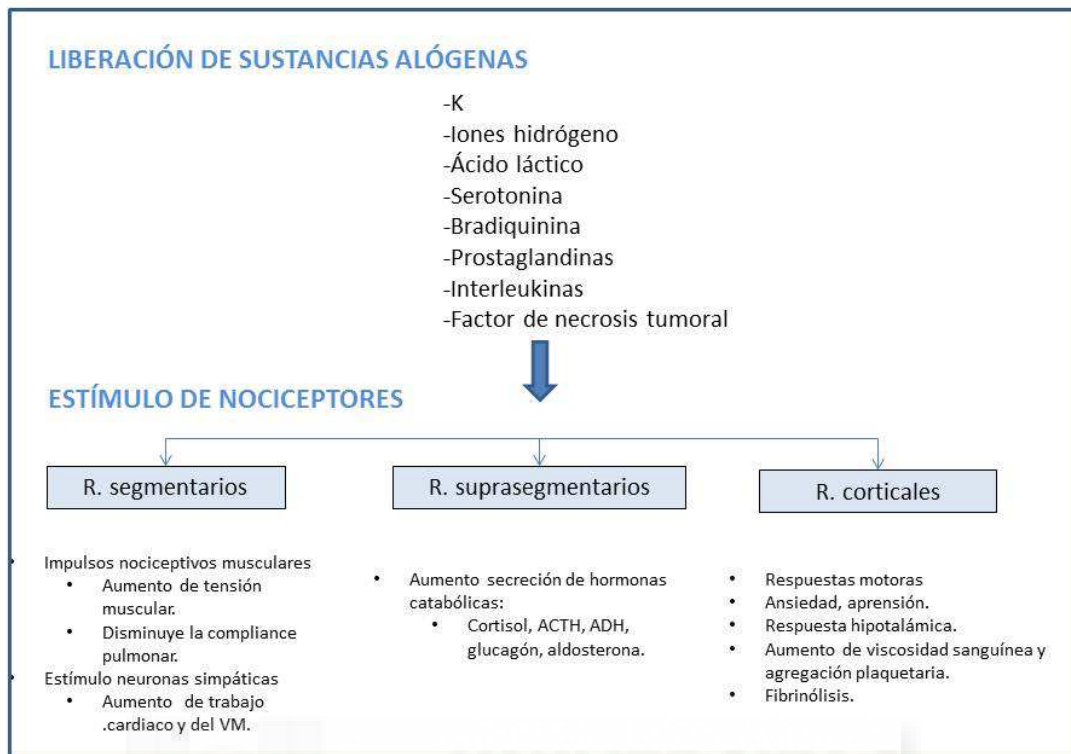 LIBERACIÓN DE SUSTANCIAS ALÓGENAS
-K
-Iones hidrógeno
-Ácido láctico
-Serotonina
-Bradiquinina
-Prostaglandinas
-Interleukinas
-Factor de necrosis tumoral
ESTÍMULO DE NOCICEPTORES
R. segmentarios
• Impulsos nociceptivos musculares
• Aumento de tensión
muscular.
• Disminuye la compliance
pulmonar.
• Estímulo neuronas simpáticas
• Aumento de trabajo
.cardiaco y del VM.
R. suprasegmentarios
• Aumento secreción de hormonas
catabólicas:
• Cortisol, ACTH, ADH,
glucagón, aldosterona.
R. corticales
• Respuestas motoras
• Ansiedad, aprensión.
• Respuesta hipotalámica.
• Aumento de viscosidad sanguínea y
agregación plaquetaria.
• Fibrinólisis.